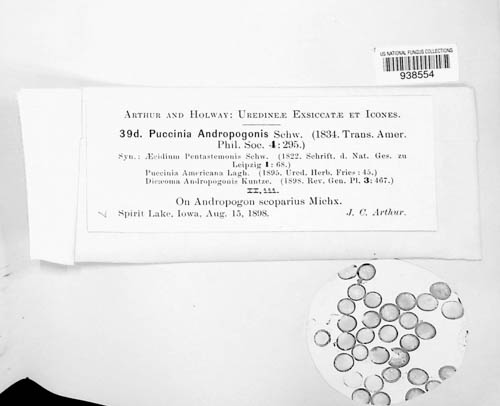 US NATIONAL FUNGUS COLLECTIONS
938554
ARTHUR AND HOLWAY: UREDINEÆ EXSICCATÆ ET ICONES.
39d. Puccinia Andropogonis Schw. (1834. Trans. Amer.
Phil. Soc. 4:295.)
Syn.: Æcidium Pentastemonis Schw. (1822. Schrift. d. Nat. Ges. zu
Leipzig 1:68.)
Puccinia Americana Lagh. (1895. Ured. Herb. Fries:45.)
Dicæoma Andropogonis Kuntze. (1898. Rev. Gen. Pl. 3:467.)
II, iii.
On Andropogon scoparius Michx.
Spirit Lake, Iowa, Aug. 15, 1898. J. C. Arthur.